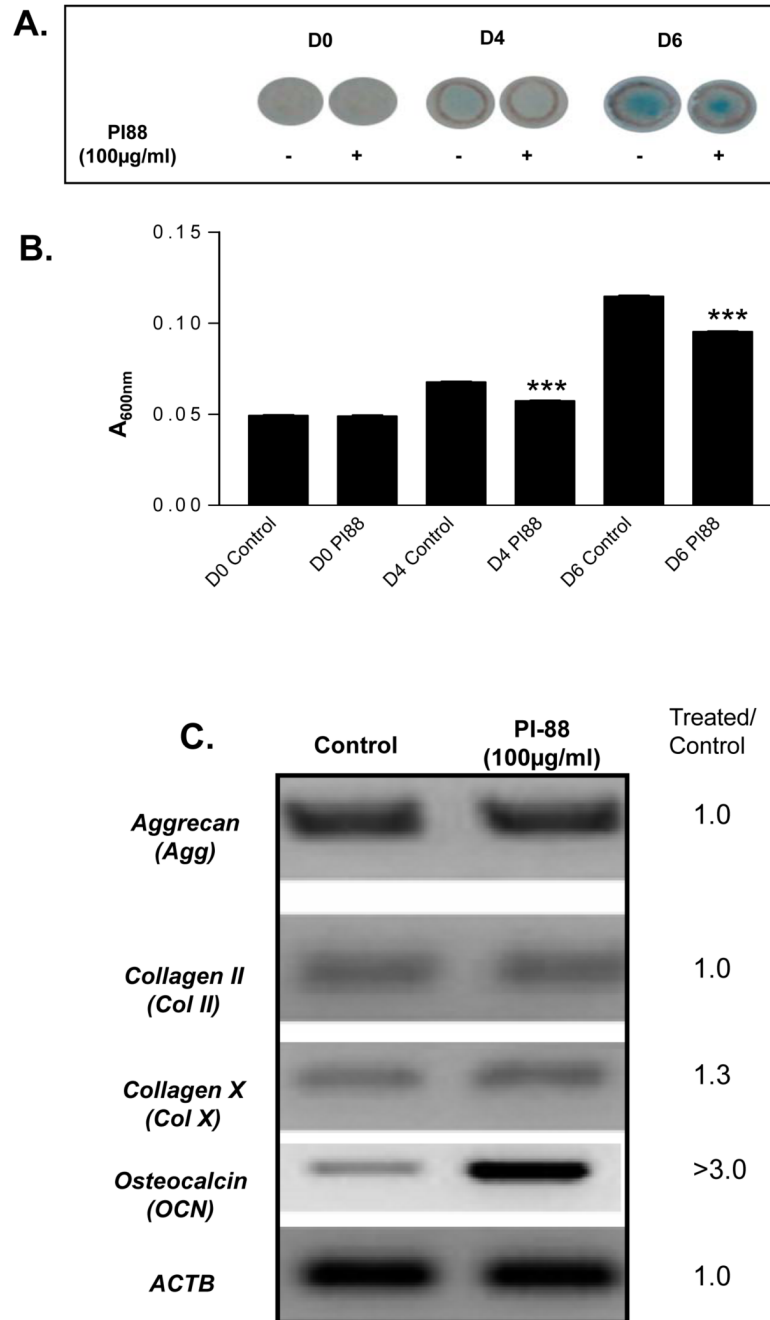 A.
D0 D4 D6
PI88
(100µg/ml)
- + - + - +
B.
0.15
0.10
0.05
0.00
A600nm
***
***
D0 Control
D0 PI88
D4 Control
D4 PI88
D6 Control
D6 PI88
C.
Control
PI-88
(100µg/ml)
Treated/
Control
Aggrecan
(Agg)
1.0
Collagen II
(Col II)
1.0
Collagen X
(Col X)
1.3
Osteocalcin
(OCN)
>3.0
ACTB
1.0